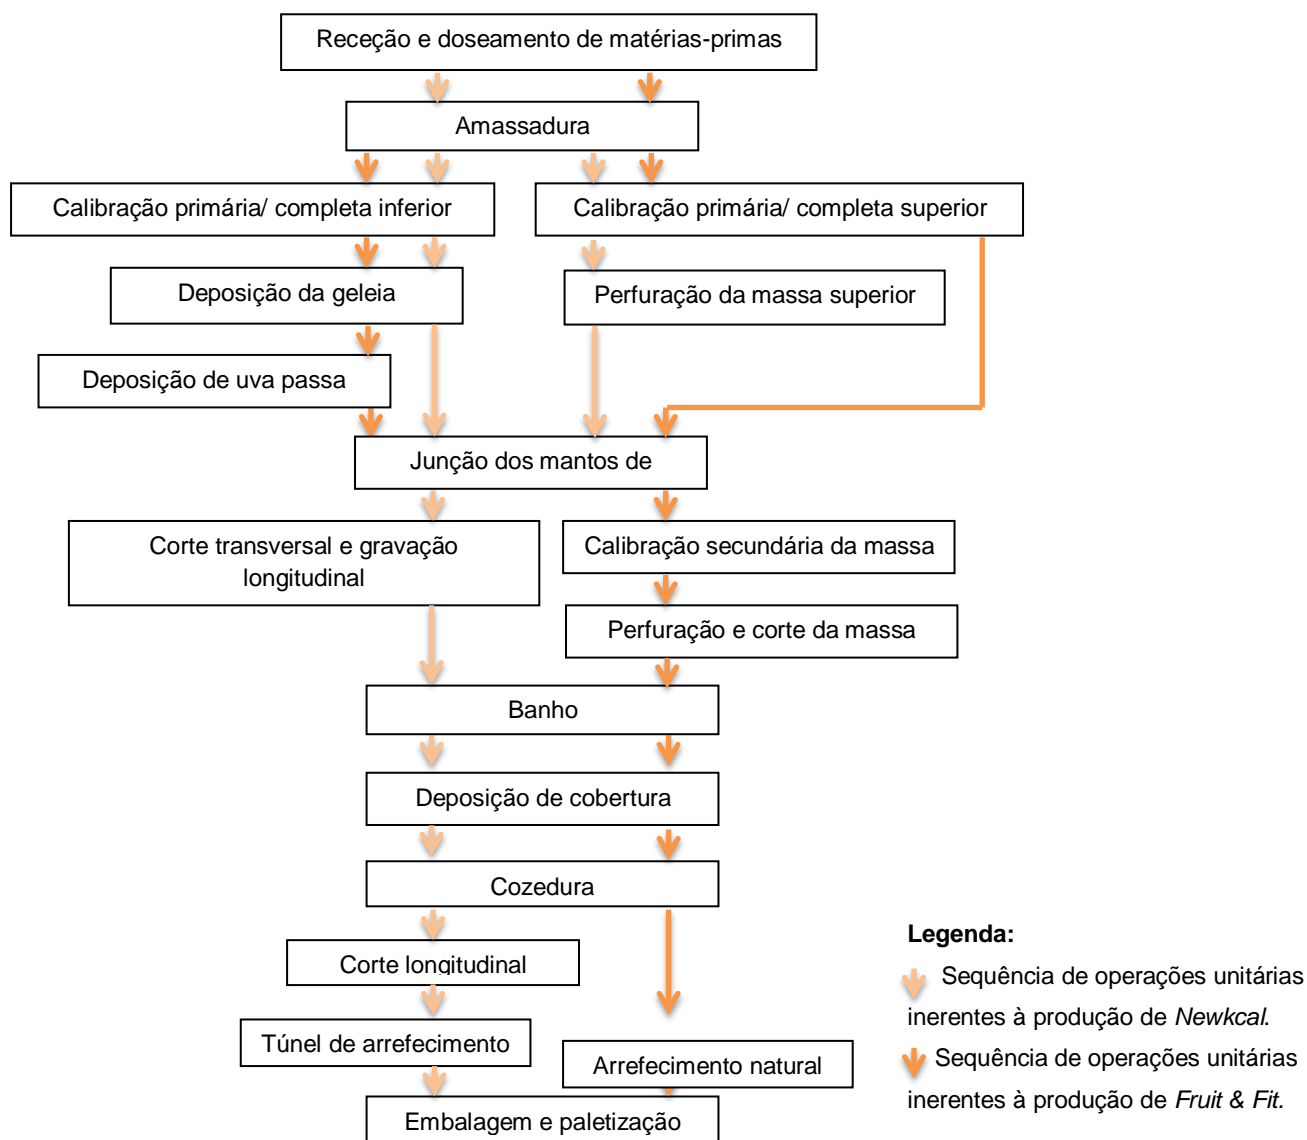 Receção e doseamento de matérias-primas
Amassadura
Calibração primária/ completa inferior
Calibração primária/ completa superior
Deposição da geleia
Perfuração da massa superior
Deposição de uva passa
Junção dos mantos de
Corte transversal e gravação
longitudinal
Calibração secundária da massa
Perfuração e corte da massa
Banho
Deposição de cobertura
Cozedura
Corte longitudinal
Túnel de arrefecimento
Arrefecimento natural
Embalagem e paletização
Legenda:
Sequência de operações unitárias
inerentes à produção de Newkcal.
Sequência de operações unitárias
inerentes à produção de Fruit & Fit.